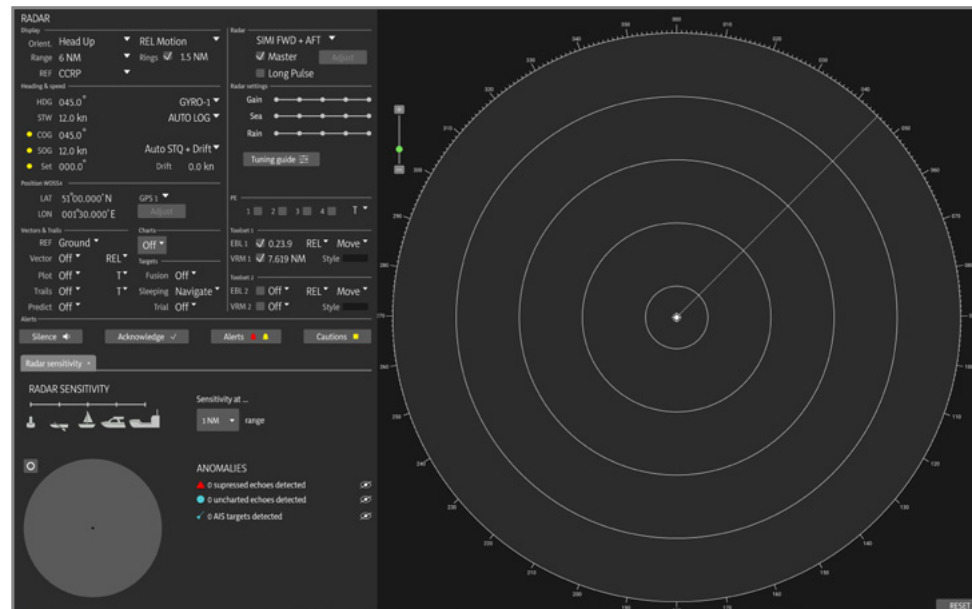 RADAR
Display
Orient. Head Up REL Motion
Range 6 NM Rings 1.5 NM
REF CCRP
Radar
SIMI FWD + AFT
Master Adjust
Long Pulse
Heading & speed
HDG 045.0° GYRO-1
STW 12.0 kn AUTO LOG
COG 045.0°
SOG 12.0 kn Auto STQ + Drift
Set 000.0° Drift 0.0 kn
Radar settings
Gain
Sea
Rain
Tuning guide
LAT 51°00.000'N GPS 1
LON 001°30.000'E Adjust
PE
1 2 3 4 T
Vectors & Trails
REF Ground
Vector Off REL
Plot Off T
Trails Off T
Predict Off
Charts
Off
Targets
Fusion Off
Sleeping Navigate
Trial Off
Toolset 1
EBL 1 0.23.9 REL Move
VRM 1 7.619 NM Style
Toolset 2
EBL 2 Off REL Move
VRM 2 Off Style
Alerts
Silence Acknowledge Alerts Cautions
Radar sensitivity
RADAR SENSITIVITY
Sensitivity at ...
1 NM range
ANOMALIES
0 supressed echoes detected
0 uncharted echoes detected
0 AIS targets detected
RESET